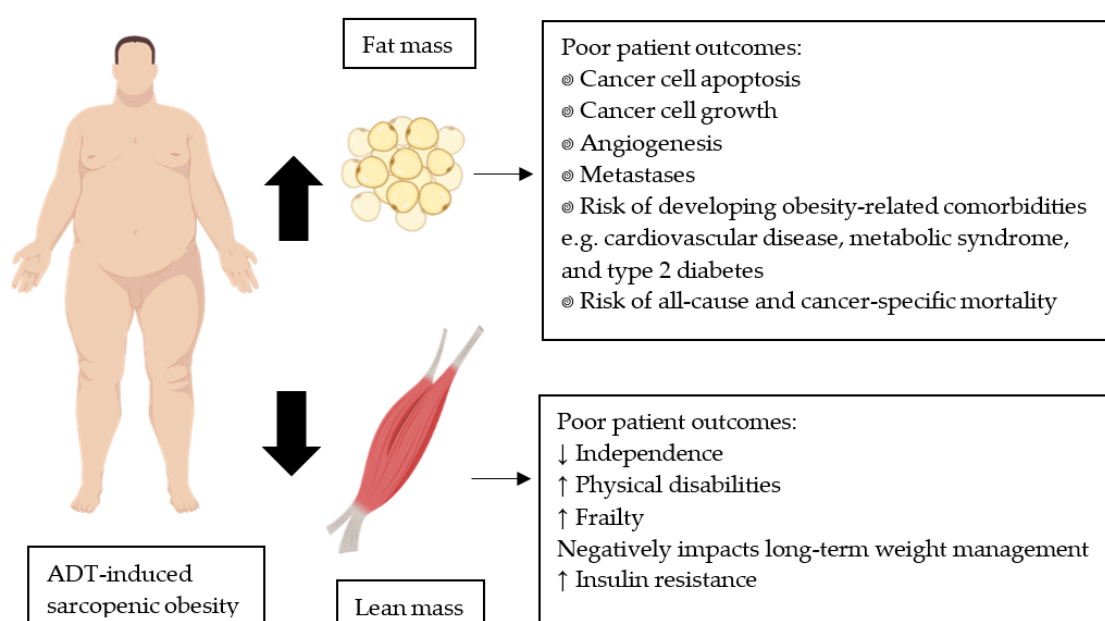 Fat mass
Poor patient outcomes:
๏ Cancer cell apoptosis
๏ Cancer cell growth
๏ Angiogenesis
๏ Metastases
๏ Risk of developing obesity-related comorbidities
e.g. cardiovascular disease, metabolic syndrome,
and type 2 diabetes
๏ Risk of all-cause and cancer-specific mortality
Poor patient outcomes:
↓ Independence
↑ Physical disabilities
↑ Frailty
Negatively impacts long-term weight management
↑ Insulin resistance
ADT-induced
sarcopenic obesity
Lean mass